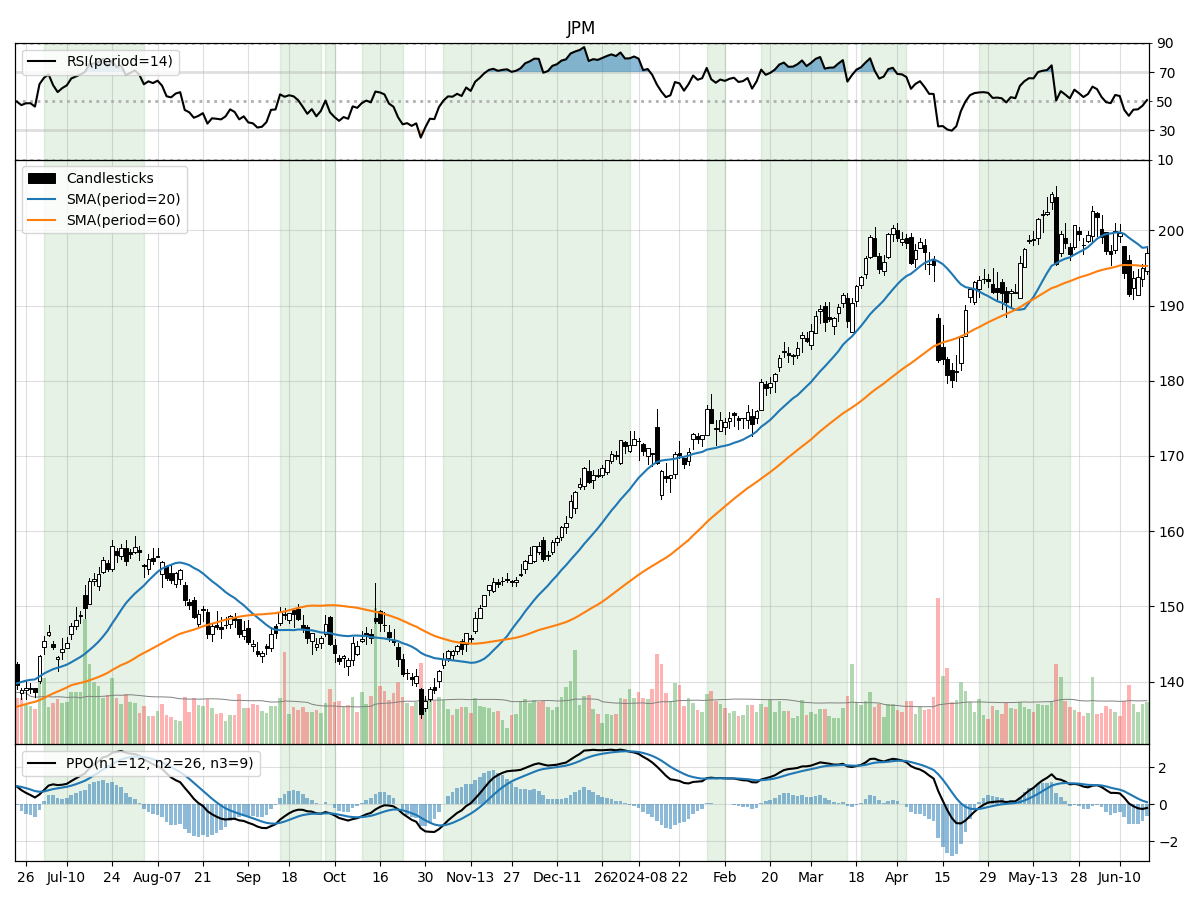 JPM
RSI(period=14)
90
70
50
30
10
Candlesticks
SMA(period=20)
SMA(period=60)
200
190
180
170
160
150
140
PPO(n1=12, n2=26, n3=9)
2
0
−2
26 Jul-10 24 Aug-07 21 Sep 18 Oct 16 30 Nov-13 27 Dec-11 26 2024-08 22 Feb 20 Mar 18 Apr 15 29 May-13 28 Jun-10